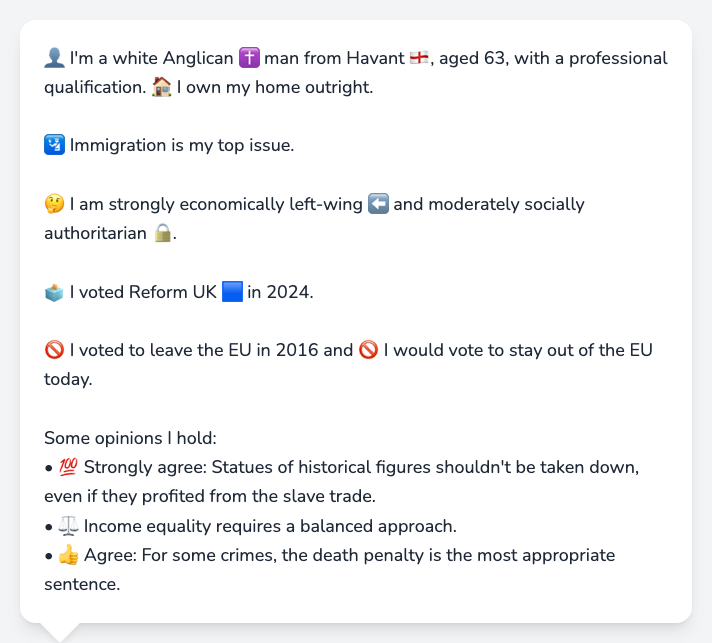 👤 I'm a white Anglican ✝️ man from Havant 🏴󠁧󠁢󠁥󠁮󠁧󠁿, aged 63, with a professional
qualification. 🏠 I own my home outright.
🛂 Immigration is my top issue.
🤔 I am strongly economically left-wing ⬅️ and moderately socially
authoritarian 🔒.
🗳️ I voted Reform UK 🟦 in 2024.
🚫 I voted to leave the EU in 2016 and 🚫 I would vote to stay out of the EU
today.
Some opinions I hold:
• 💯 Strongly agree: Statues of historical figures shouldn't be taken down,
even if they profited from the slave trade.
• ⚖️ Income equality requires a balanced approach.
• 👍 Agree: For some crimes, the death penalty is the most appropriate
sentence.